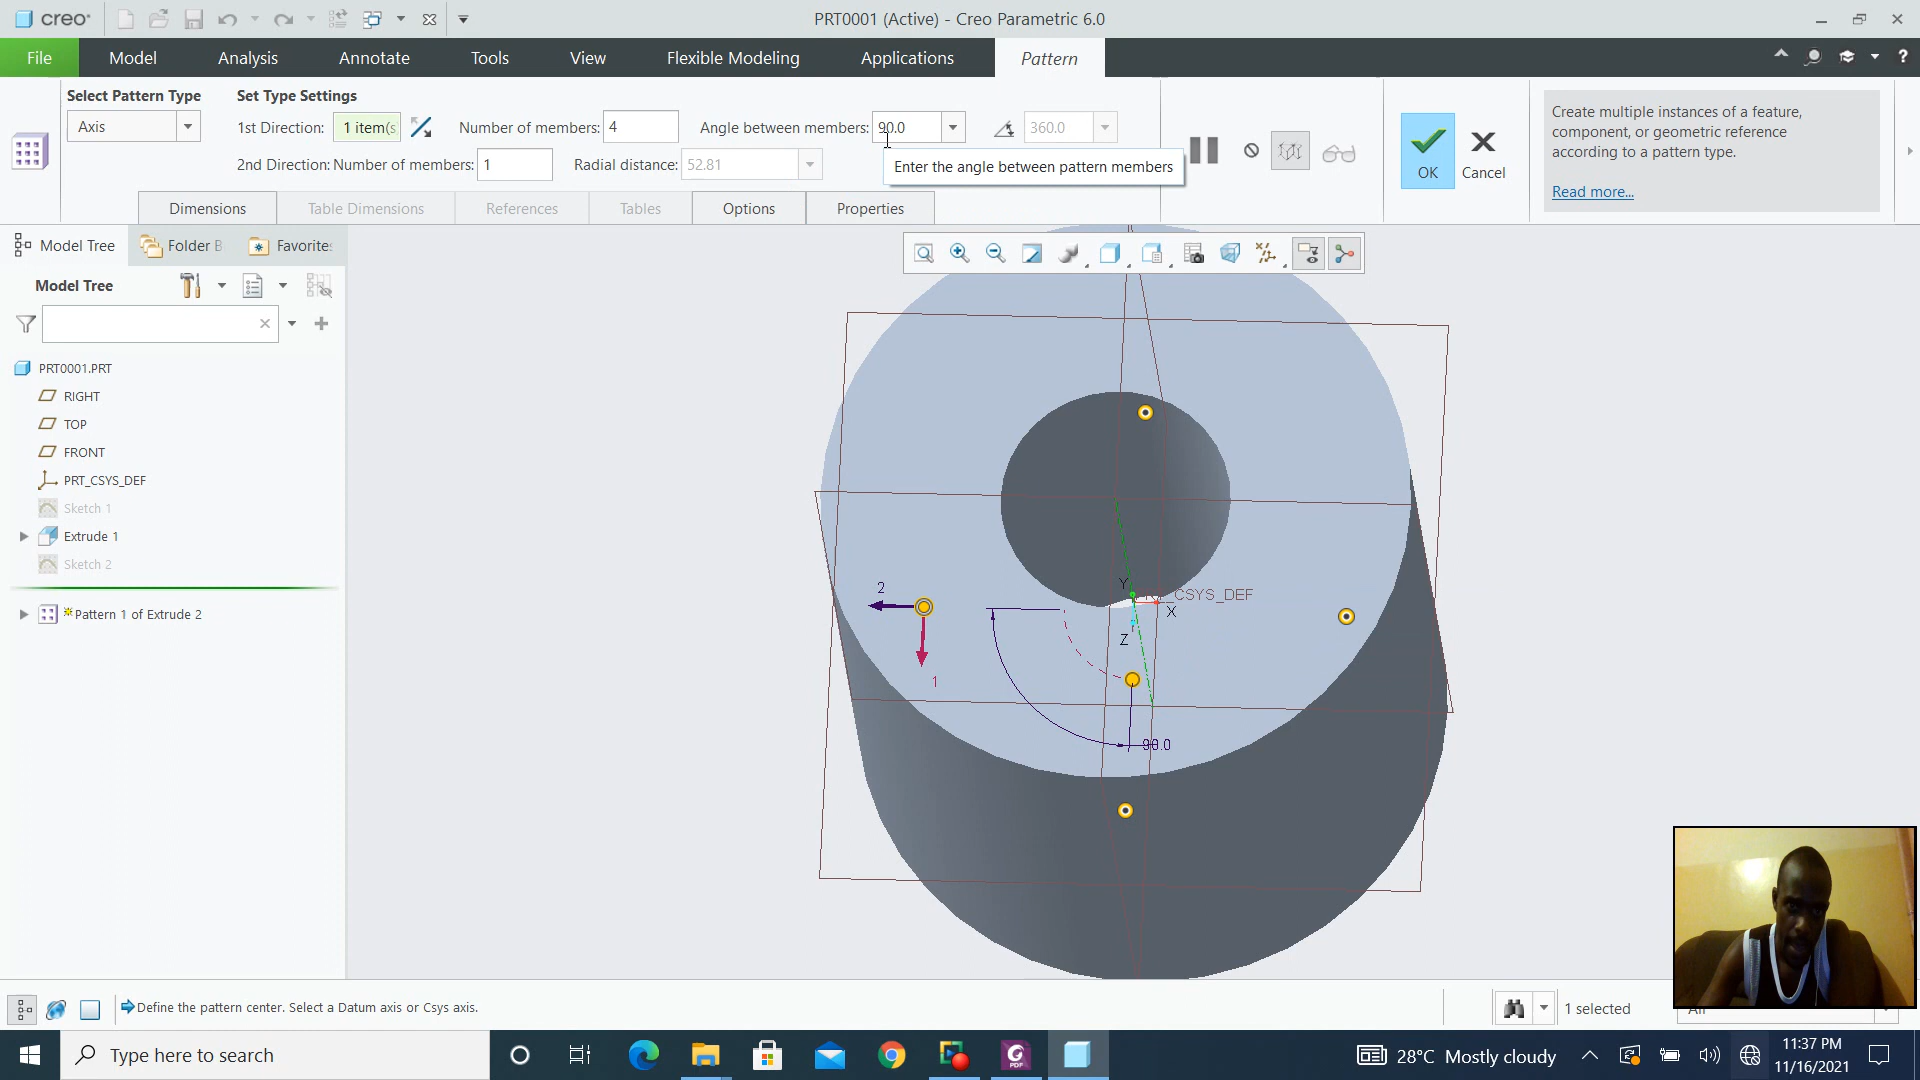 creo
PRT0001 (Active) - Creo Parametric 6.0
File Model Analysis Annotate Tools View Flexible Modeling Applications Pattern
Select Pattern Type Set Type Settings
Axis 1st Direction: 1 item(s Number of members: 4 Angle between members: 90.0 360.0
2nd Direction: Number of members: 1 Radial distance: 52.81
Enter the angle between pattern members
OK Cancel
Create multiple instances of a feature,
component, or geometric reference
according to a pattern type.
Read more...
Dimensions Table Dimensions References Tables Options Properties
Model Tree Folder B Favorite
Model Tree
PRT0001.PRT
RIGHT
TOP
FRONT
PRT_CSYS_DEF
Sketch 1
Extrude 1
Sketch 2
Pattern 1 of Extrude 2
2
1
Y
CSYS_DEF
X
Z
90.0
Define the pattern center. Select a Datum axis or Csys axis.
1 selected
Type here to search
PDF
28°C Mostly cloudy
11:37 PM
11/16/2021